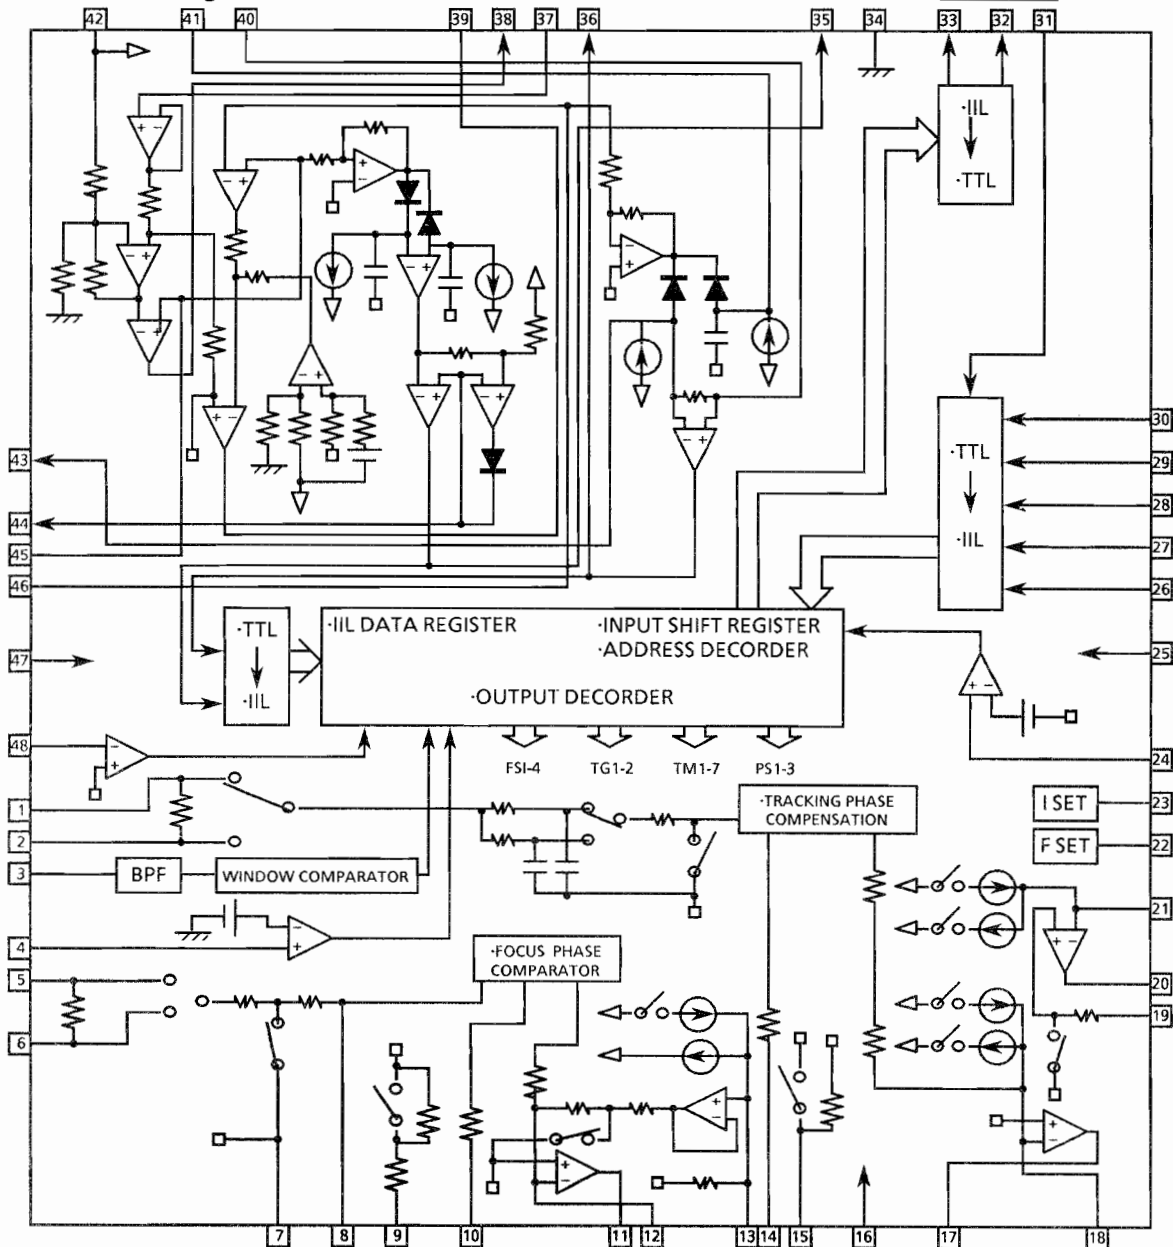 42 41 40 39 38 37 36 35 34 33 32 31
·IIL
·TTL
- +
- +
+
-
- +
- +
-
+
- +
- +
- +
+ -
- +
- +
- +
43
44
45
46
47
48
30
29
28
27
26
25
24
23
22
21
20
19
·TTL
·IIL
·TTL
·IIL
·IIL DATA REGISTER
·INPUT SHIFT REGISTER
·ADDRESS DECORDER
·OUTPUT DECORDER
+ -
-
+
FSI-4 TG1-2 TM1-7 PS1-3
1
2
3
4
5
6
·TRACKING PHASE
COMPENSATION
I SET
F SET
BPF
WINDOW COMPARATOR
-
+
·FOCUS PHASE
COMPARATOR
+ -
+
-
+
-
+
-
7 8 9 10 11 12 13 14 15 16 17 18